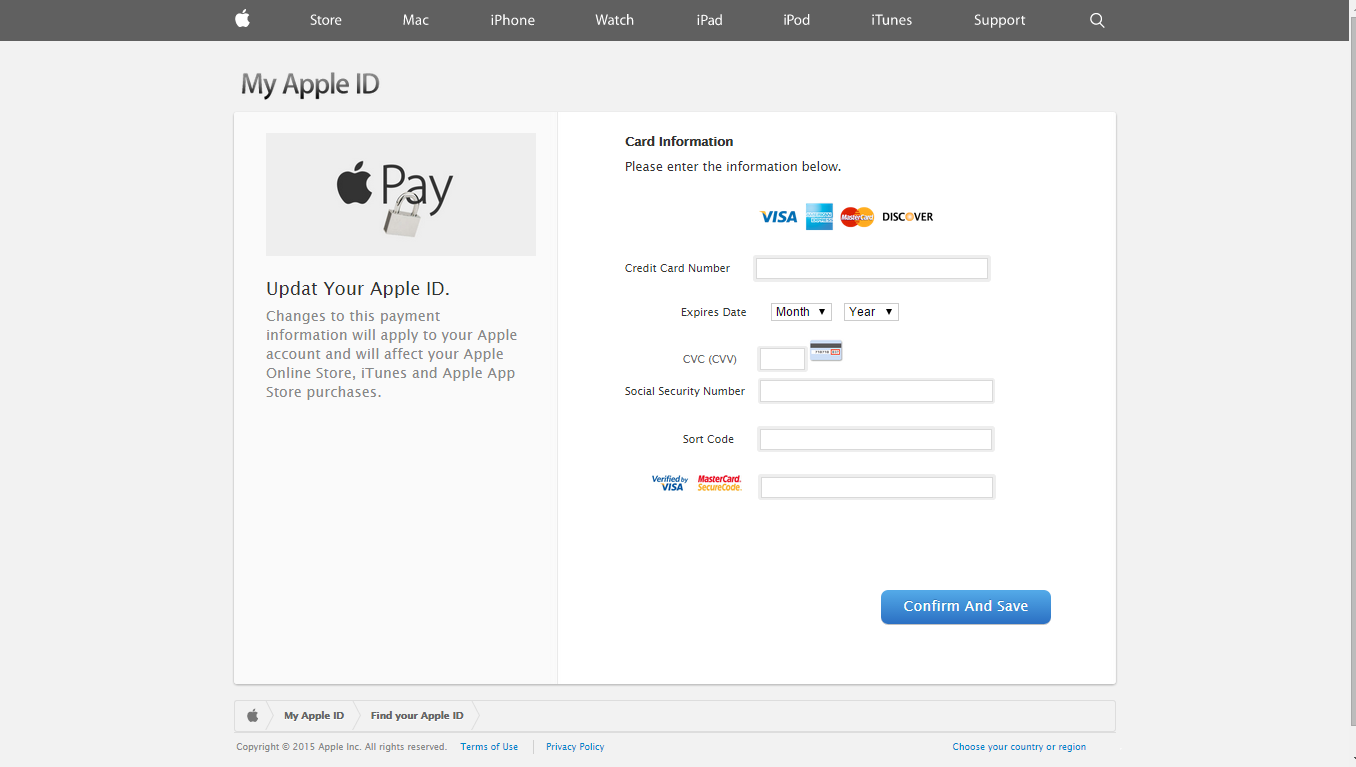 Store Mac iPhone Watch iPad iPod iTunes Support
My Apple ID
Pay
Updat Your Apple ID.
Changes to this payment
information will apply to your Apple
account and will affect your Apple
Online Store, iTunes and Apple App
Store purchases.
Card Information
Please enter the information below.
VISA AMERICAN EXPRESS MasterCard DISCOVER
Credit Card Number
Expires Date Month Year
CVC (CVV)
Social Security Number
Sort Code
Verified by
VISA
MasterCard.
SecureCode.
Confirm And Save
My Apple ID Find your Apple ID
Copyright © 2015 Apple Inc. All rights reserved. Terms of Use Privacy Policy Choose your country or region